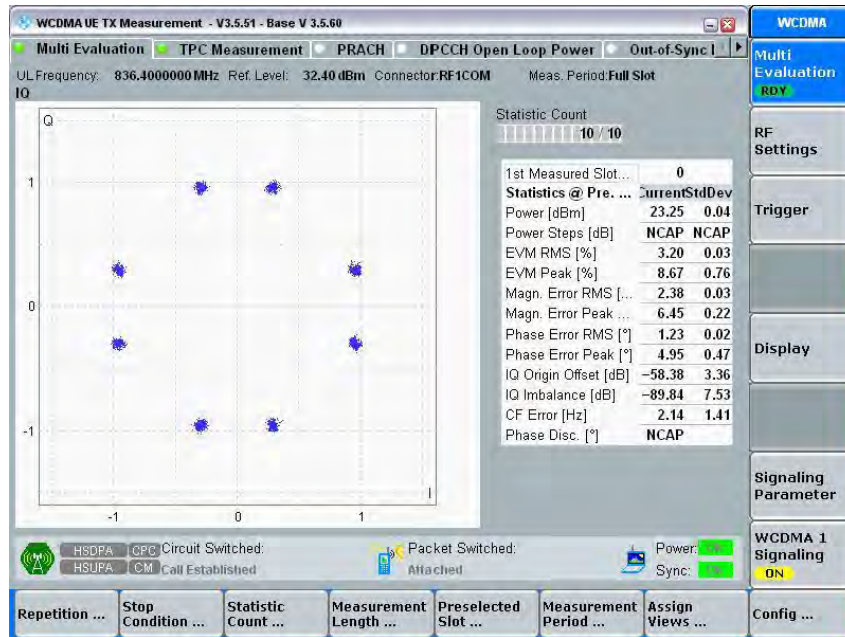 WCDMA UE TX Measurement - V3.5.51 - Base V 3.5.60
WCDMA
Multi Evaluation TPC Measurement PRACH DPCCH Open Loop Power Out-of-Sync
UL Frequency: 836.4000000 MHz Ref. Level: 32.40 dBm Connector: RF1COM Meas. Period: Full Slot
IQ
Q
1
0
-1
-1 0 1
I
Statistic Count
10 / 10
1st Measured Slot... 0
Statistics @ Pre. ... Current StdDev
Power [dBm] 23.25 0.04
Power Steps [dB] NCAP NCAP
EVM RMS [%] 3.20 0.03
EVM Peak [%] 8.67 0.76
Magn. Error RMS [... 2.38 0.03
Magn. Error Peak ... 6.45 0.22
Phase Error RMS [°] 1.23 0.02
Phase Error Peak [°] 4.95 0.47
IQ Origin Offset [dB] −58.38 3.36
IQ Imbalance [dB] −89.84 7.53
CF Error [Hz] 2.14 1.41
Phase Disc. [°] NCAP
HSDPA CPC Circuit Switched: Packet Switched: Power:
HSUPA CM Call Established Attached Sync:
Multi
Evaluation
RDY
RF
Settings
Trigger
Display
Signaling
Parameter
WCDMA 1
Signaling
ON
Repetition ...
Stop
Condition ...
Statistic
Count ...
Measurement
Length ...
Preselected
Slot ...
Measurement
Period ...
Assign
Views ...
Config ...